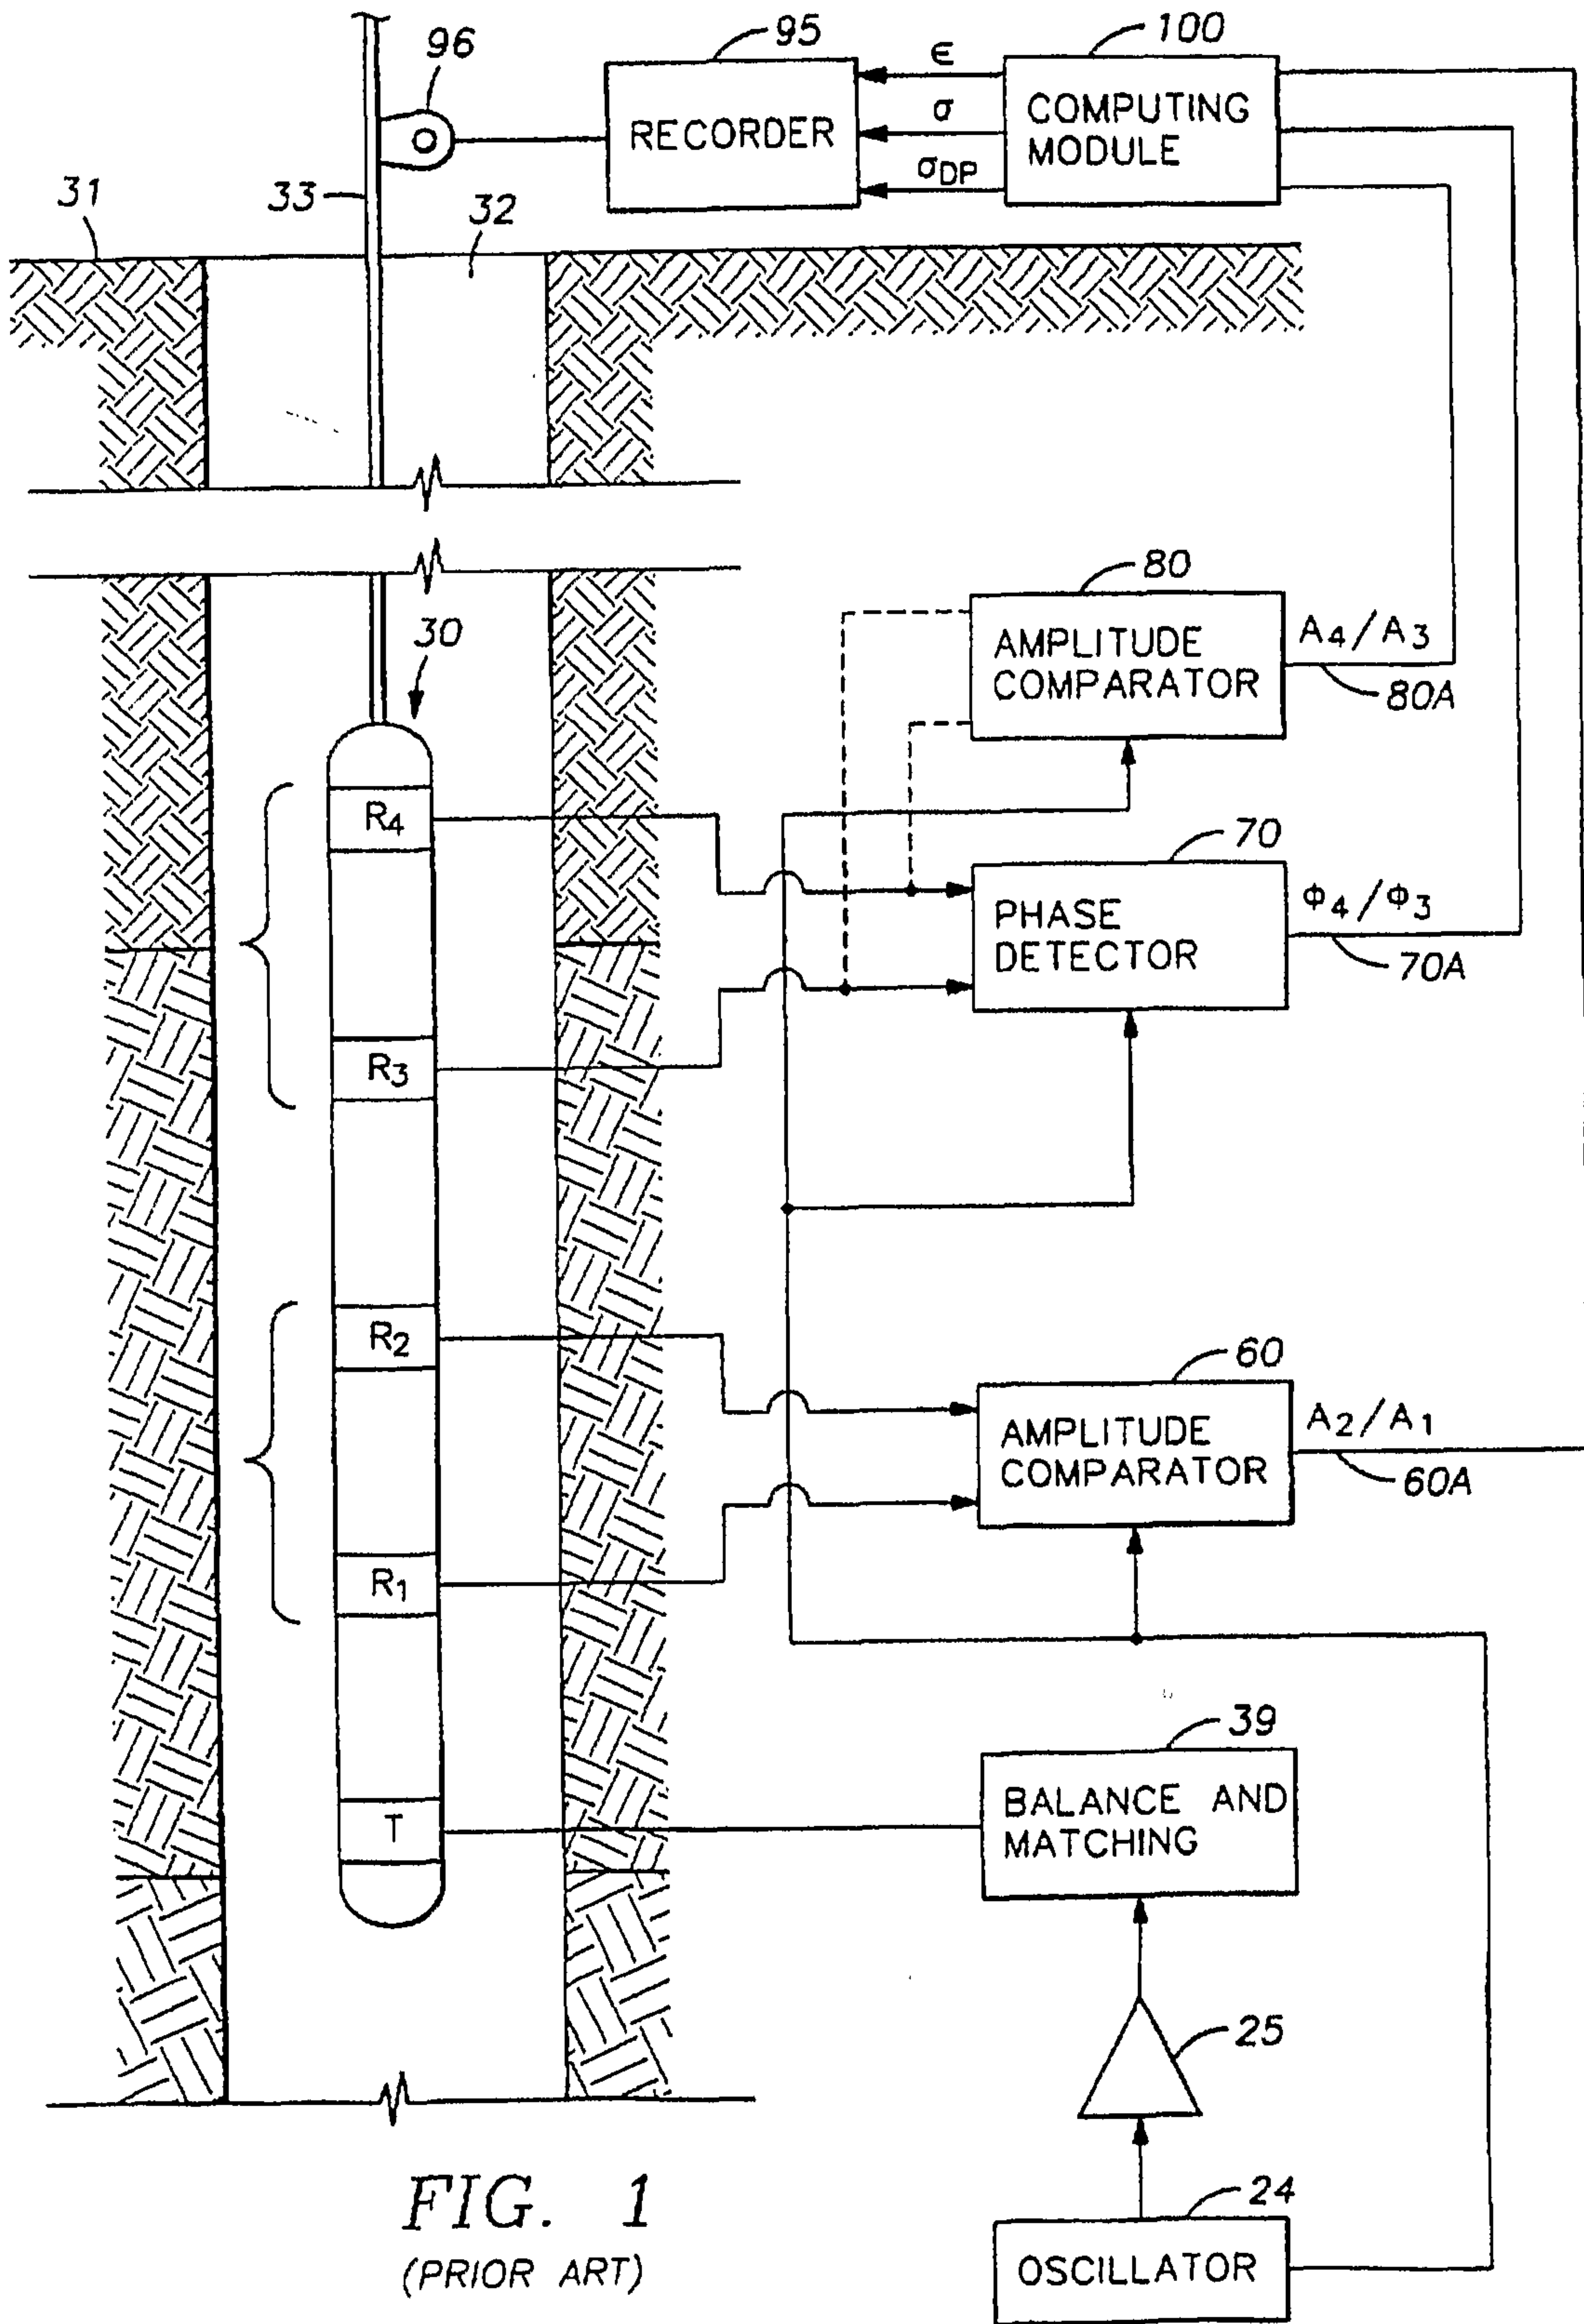 96
95
100
RECORDER
ϵ
σ
σDP
COMPUTING
MODULE
31
33
32
30
80
AMPLITUDE
COMPARATOR
A4/A3
80A
R4
70
PHASE
DETECTOR
Φ4/Φ3
70A
R3
R2
60
AMPLITUDE
COMPARATOR
A2/A1
60A
R1
39
BALANCE AND
MATCHING
T
25
24
OSCILLATOR
FIG. 1
(PRIOR ART)